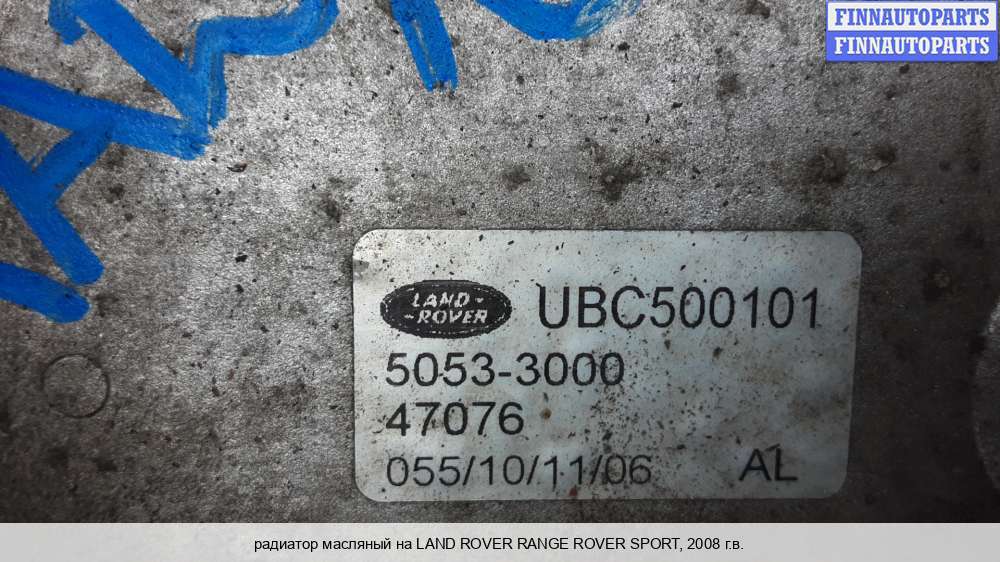 FINNAUTOPARTS
FINNAUTOPARTS
LAND-
-ROVER
UBC500101
5053-3000
47076
055/10/11/06 AL
радиатор масляный на LAND ROVER RANGE ROVER SPORT, 2008 г.в.